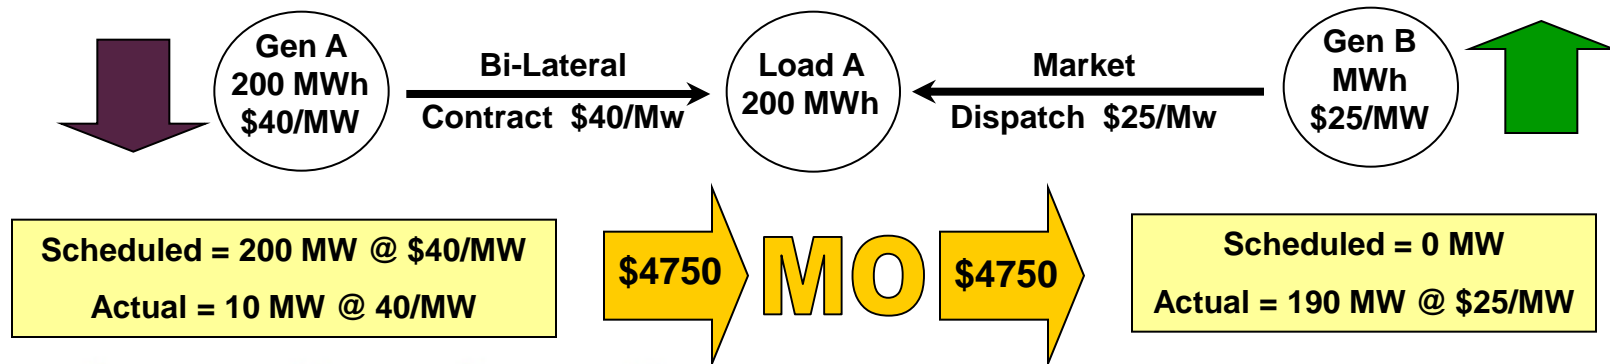 Gen A
200 MWh
$40/MW
Bi-Lateral
Contract $40/Mw
Load A
200 MWh
Market
Dispatch $25/Mw
Gen B
MWh
$25/MW
Scheduled = 200 MW @ $40/MW
Actual = 10 MW @ 40/MW
$4750
MO
$4750
Scheduled = 0 MW
Actual = 190 MW @ $25/MW